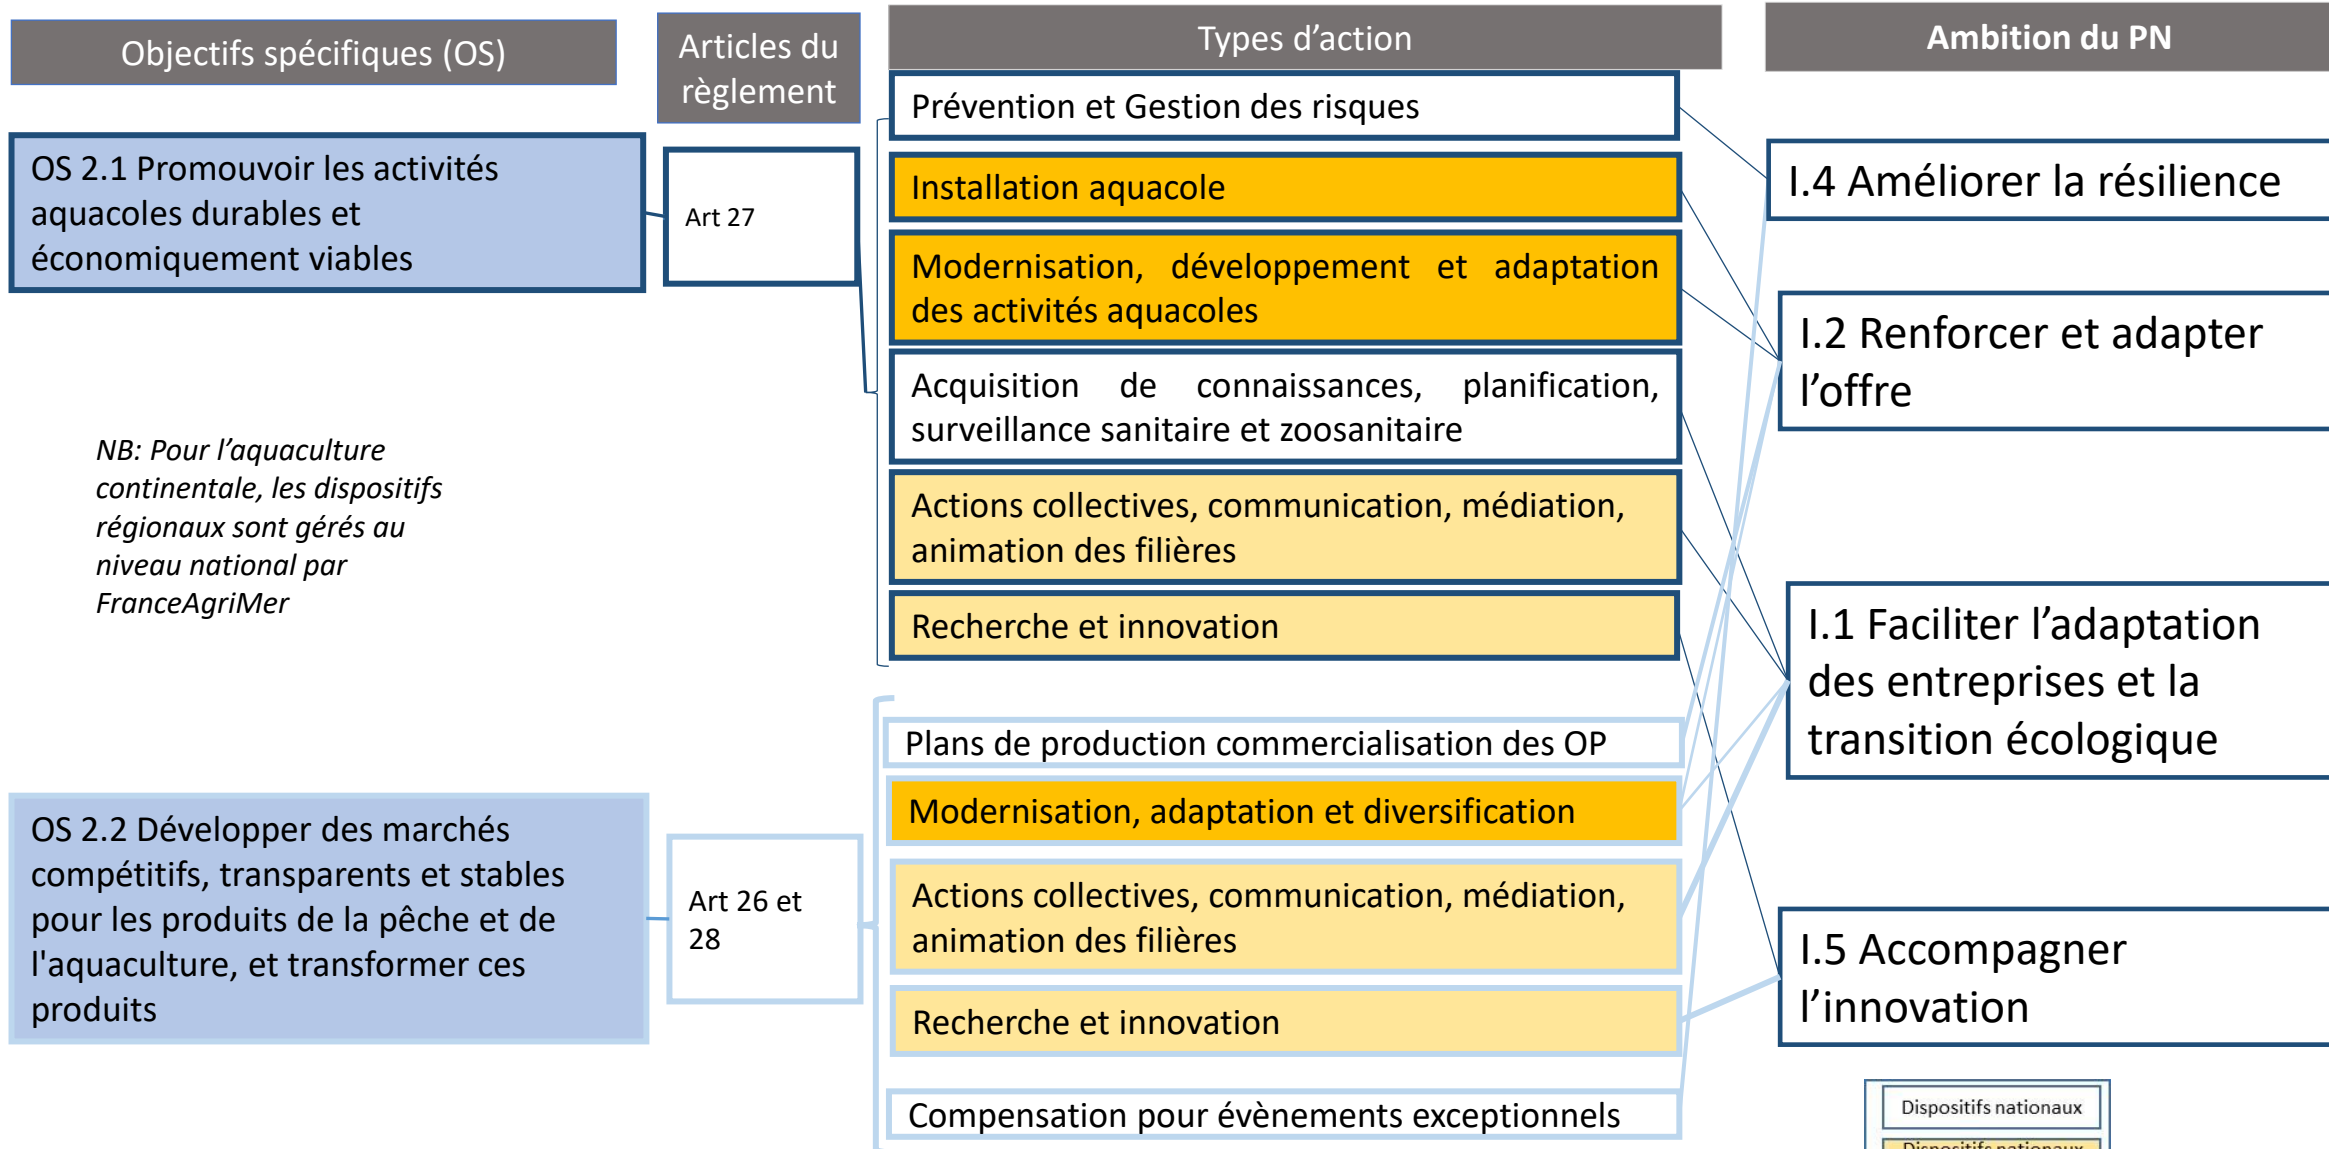 Objectifs spécifiques (OS)
Articles du
règlement
Types d’action
Ambition du PN
OS 2.1 Promouvoir les activités
aquacoles durables et
économiquement viables
Art 27
Prévention et Gestion des risques
Installation aquacole
Modernisation, développement et adaptation
des activités aquacoles
Acquisition de connaissances, planification,
surveillance sanitaire et zoosanitaire
Actions collectives, communication, médiation,
animation des filières
Recherche et innovation
NB: Pour l’aquaculture
continentale, les dispositifs
régionaux sont gérés au
niveau national par
FranceAgriMer
OS 2.2 Développer des marchés
compétitifs, transparents et stables
pour les produits de la pêche et de
l'aquaculture, et transformer ces
produits
Art 26 et
28
Plans de production commercialisation des OP
Modernisation, adaptation et diversification
Actions collectives, communication, médiation,
animation des filières
Recherche et innovation
Compensation pour évènements exceptionnels
I.4 Améliorer la résilience
I.2 Renforcer et adapter
l’offre
I.1 Faciliter l’adaptation
des entreprises et la
transition écologique
I.5 Accompagner
l’innovation
Dispositifs nationaux
Dispositifs nationaux